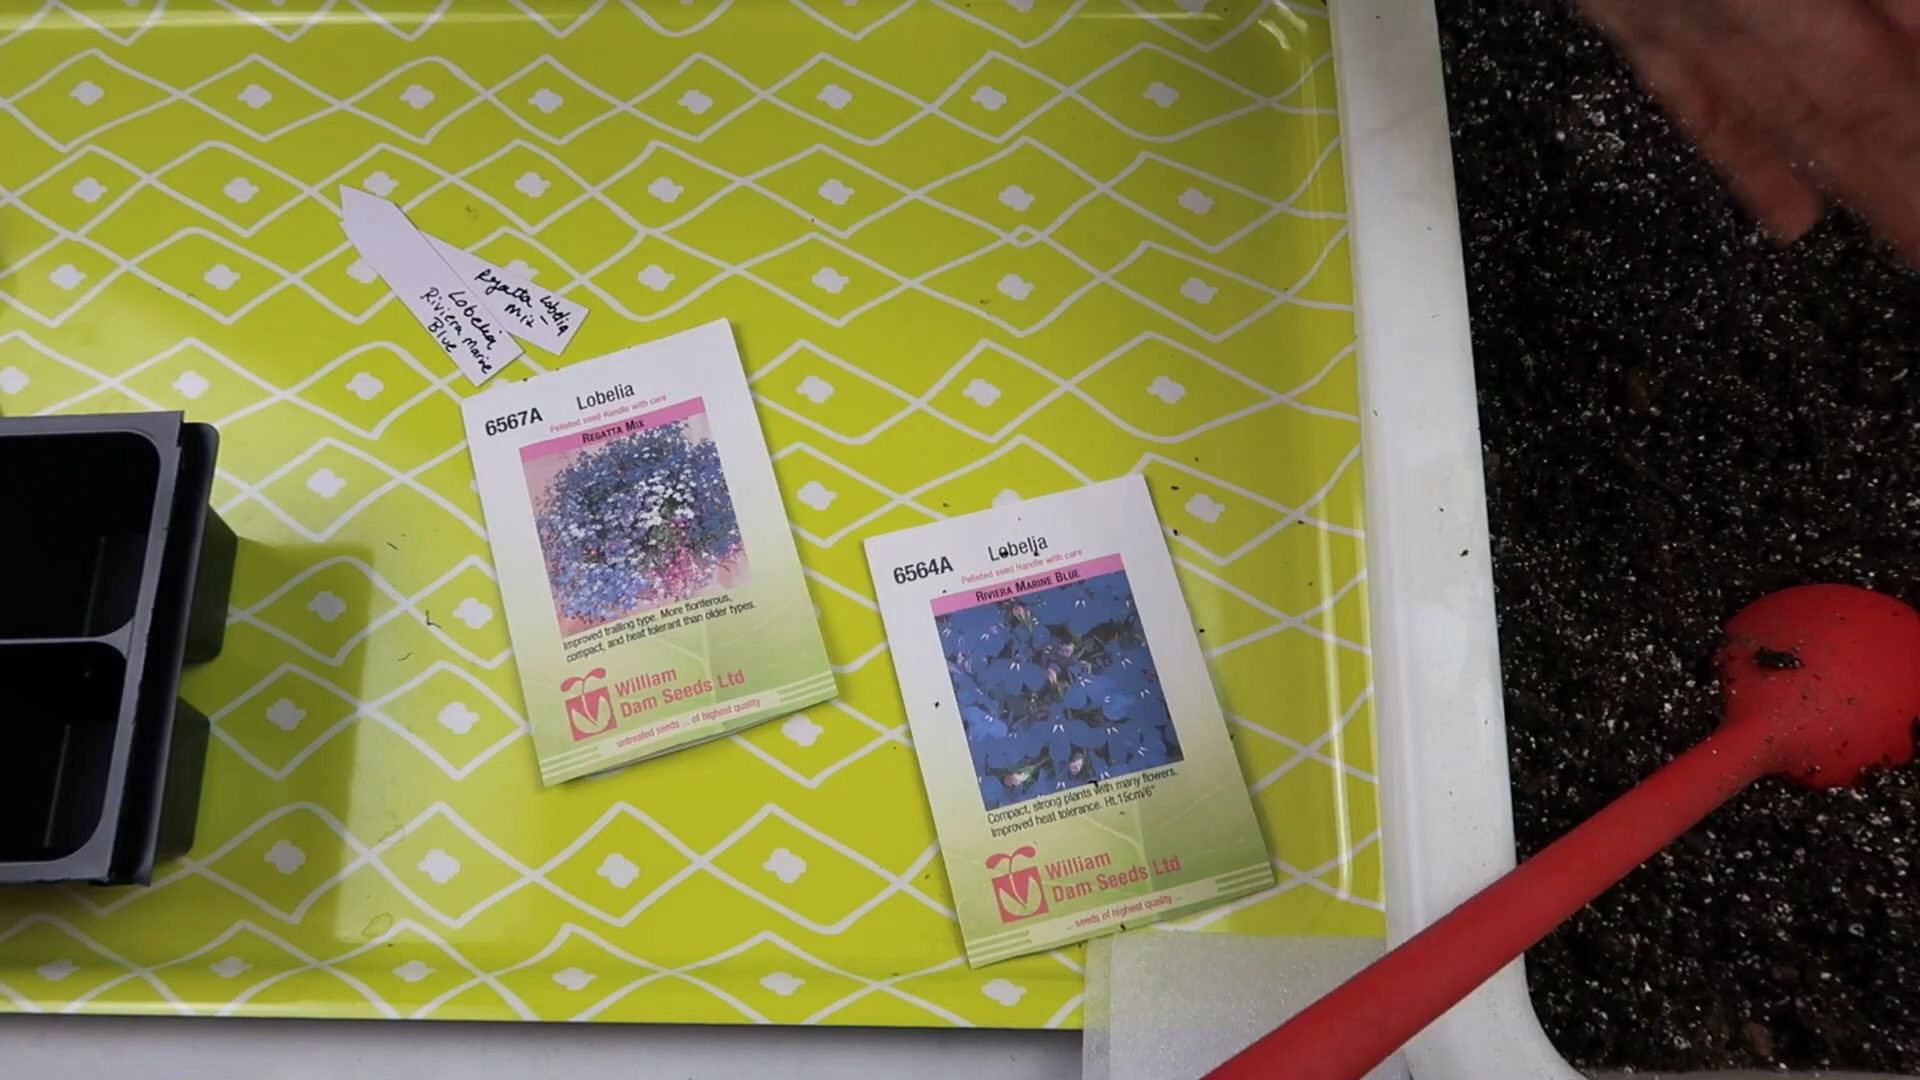 Regatta Lobelia
Mix
Lobelia
Riviera Marine
Blue
6567A
Lobelia
Pelleted seed Handle with care
REGATTA MIX
Improved trailing type. More floriferous,
compact, and heat tolerant than older types.
William
Dam Seeds Ltd
untreated seeds ... of highest quality
6564A
Lobelia
Pelleted seed Handle with care
RIVIERA MARINE BLUE
Compact, strong plants with many flowers.
Improved heat tolerance. Ht.15cm/6"
William
Dam Seeds Ltd
... seeds of highest quality ...